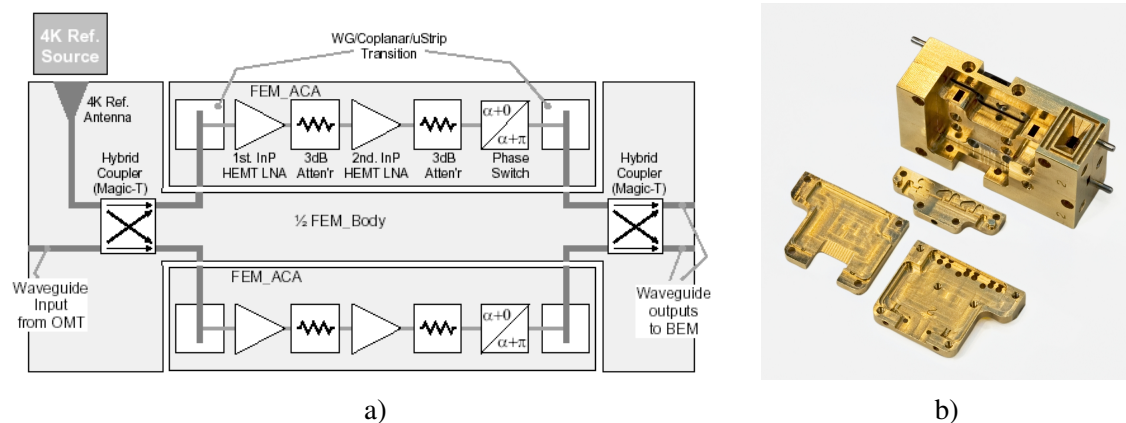 4K Ref.
Source
WG/Coplanar/uStrip
Transition
4K Ref.
Antenna
FEM_ACA
α+0
α+π
1st. InP
HEMT LNA
3dB
Atten'r
2nd. InP
HEMT LNA
3dB
Atten'r
Phase
Switch
Hybrid
Coupler
(Magic-T)
Hybrid
Coupler
(Magic-T)
½ FEM_Body
FEM_ACA
α+0
α+π
Waveguide
Input
from OMT
Waveguide
outputs
to BEM
2
2
a)
b)